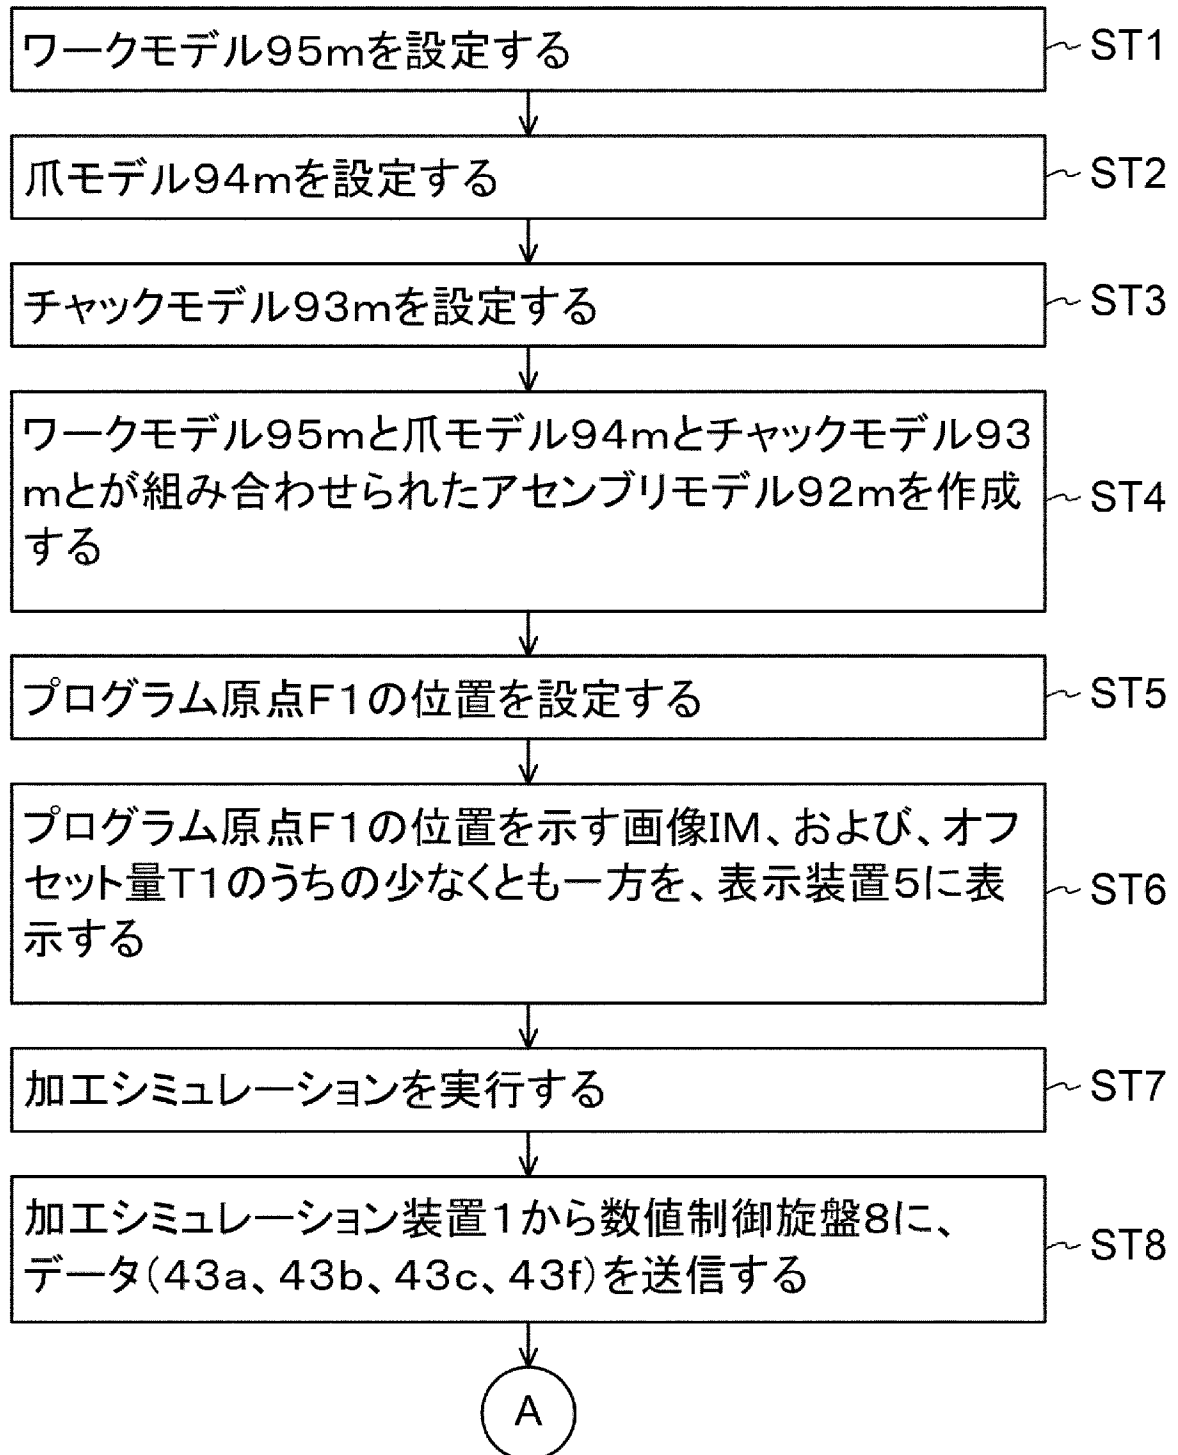 ワークモデル95mを設定する
ST1
爪モデル94mを設定する
ST2
チャックモデル93mを設定する
ST3
ワークモデル95mと爪モデル94mとチャックモデル93
mとが組み合わせられたアセンブリモデル92mを作成
する
ST4
プログラム原点F1の位置を設定する
ST5
プログラム原点F1の位置を示す画像IM、および、オフ
セット量T1のうちの少なくとも一方を、表示装置5に表
示する
ST6
加工シミュレーションを実行する
ST7
加工シミュレーション装置1から数値制御旋盤8に、
データ(43a、43b、43c、43f)を送信する
ST8
A